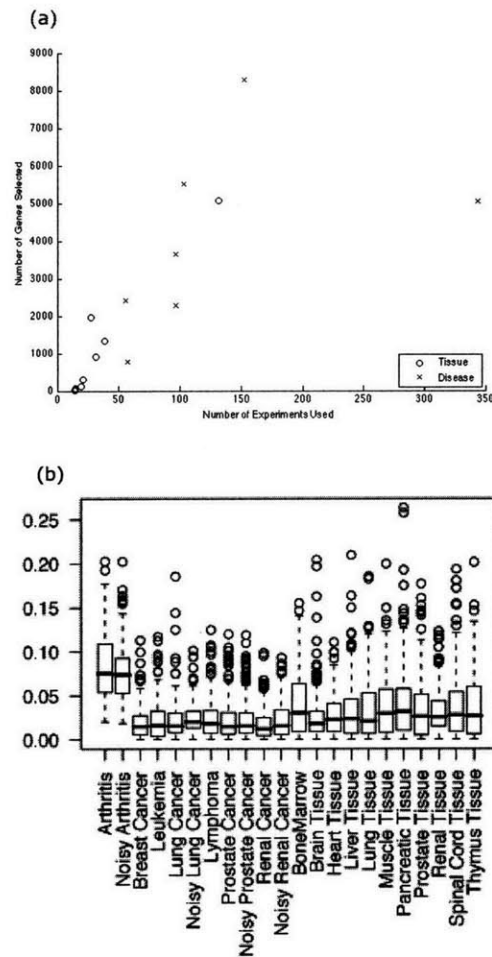 (a)
9000
8000
7000
6000
5000
4000
3000
2000
1000
0
Number of Genes Selected
0 50 100 150 200 250 300 350
Number of Experiments Used
Tissue
Disease
(b)
0.25
0.20
0.15
0.10
0.05
0.00
Arthritis
Noisy Arthritis
Breast Cancer
Leukemia
Lung Cancer
Noisy Lung Cancer
Lymphoma
Prostate Cancer
Noisy Prostate Cancer
Renal Cancer
Noisy Renal Cancer
BoneMarrow
Brain Tissue
Heart Tissue
Liver Tissue
Lung Tissue
Muscle Tissue
Pancreatic Tissue
Prostate Tissue
Renal Tissue
Spinal Cord Tissue
Thymus Tissue